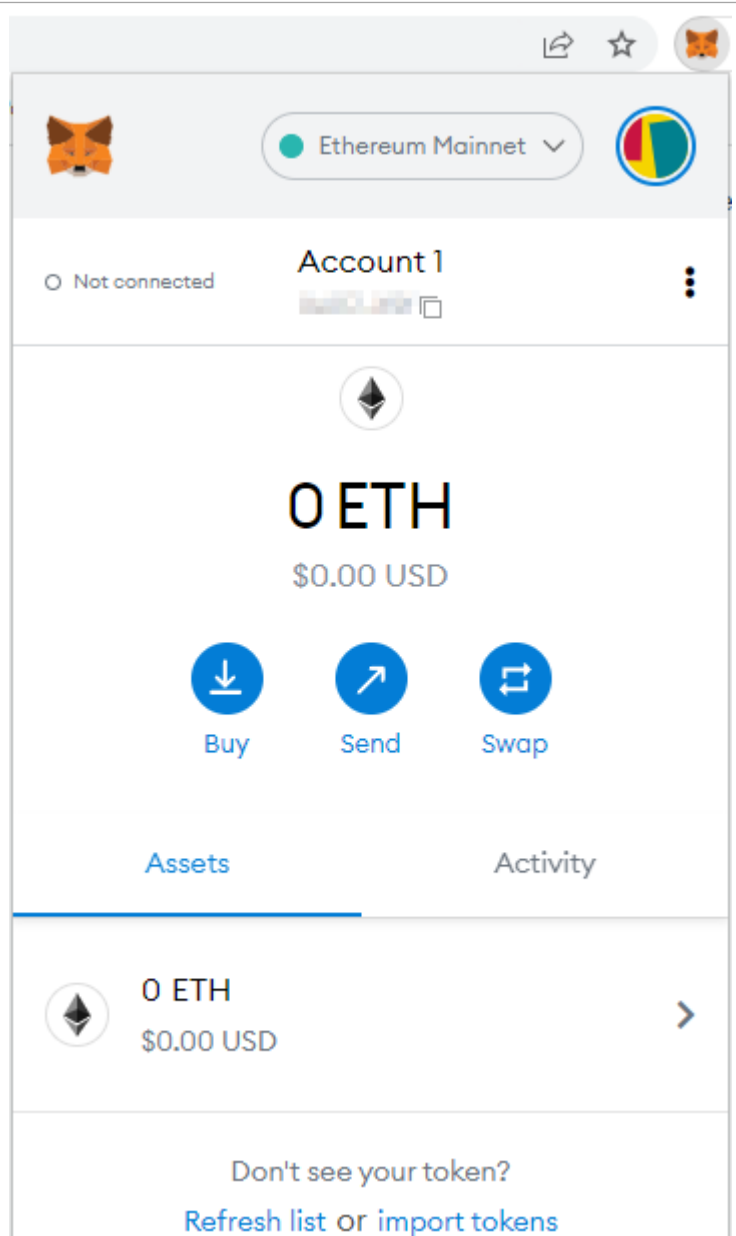 Ethereum Mainnet
Not connected
Account 1
0 ETH
$0.00 USD
Buy
Send
Swap
Assets
Activity
0 ETH
$0.00 USD
Don't see your token?
Refresh list or import tokens